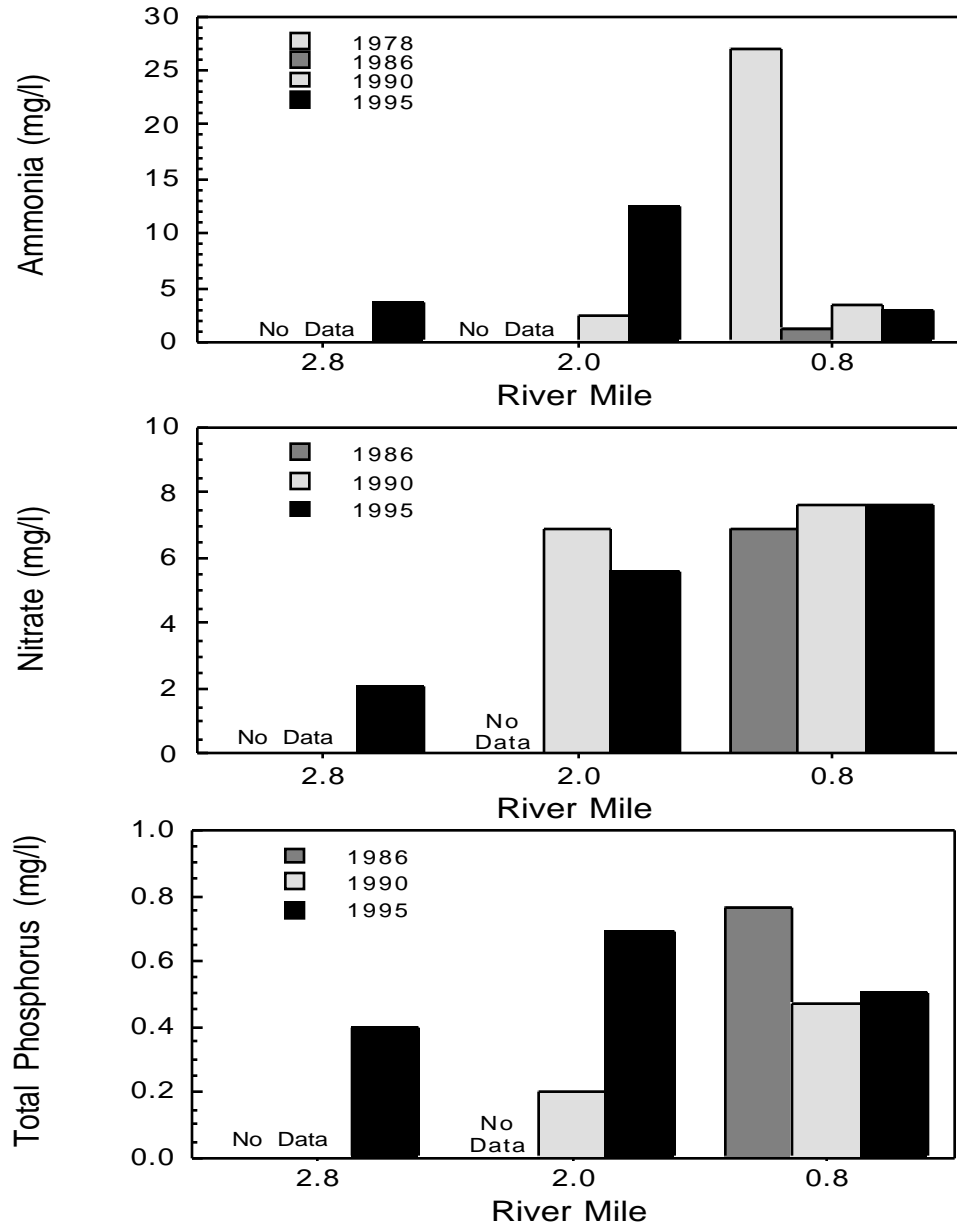 Ammonia (mg/l)
30
25
20
15
10
5
0
1978
1986
1990
1995
No Data
No Data
2.8
2.0
0.8
River Mile
Nitrate (mg/l)
10
8
6
4
2
0
1986
1990
1995
No Data
No
Data
2.8
2.0
0.8
River Mile
Total Phosphorus (mg/l)
1.0
0.8
0.6
0.4
0.2
0.0
1986
1990
1995
No Data
No
Data
2.8
2.0
0.8
River Mile